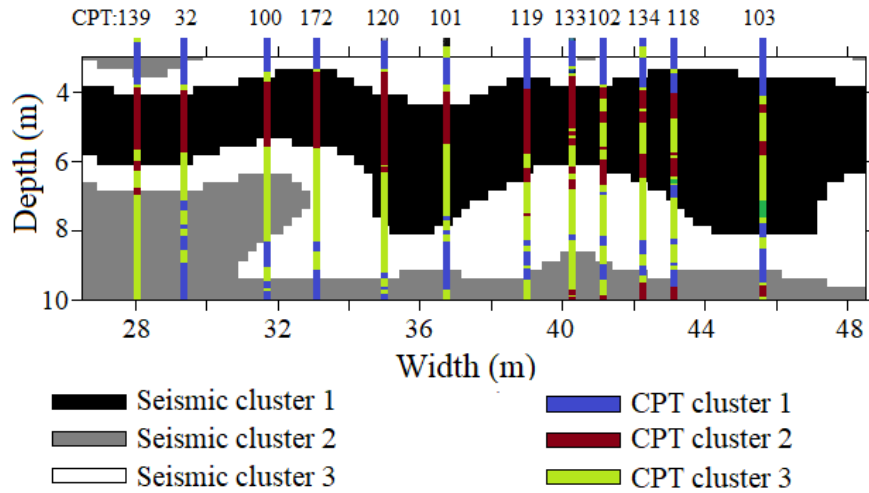 CPT:139 32 100 172 120 101 119 133 102 134 118 103
4
6
8
10
Depth (m)
28 32 36 40 44 48
Width (m)
Seismic cluster 1 CPT cluster 1
Seismic cluster 2 CPT cluster 2
Seismic cluster 3 CPT cluster 3